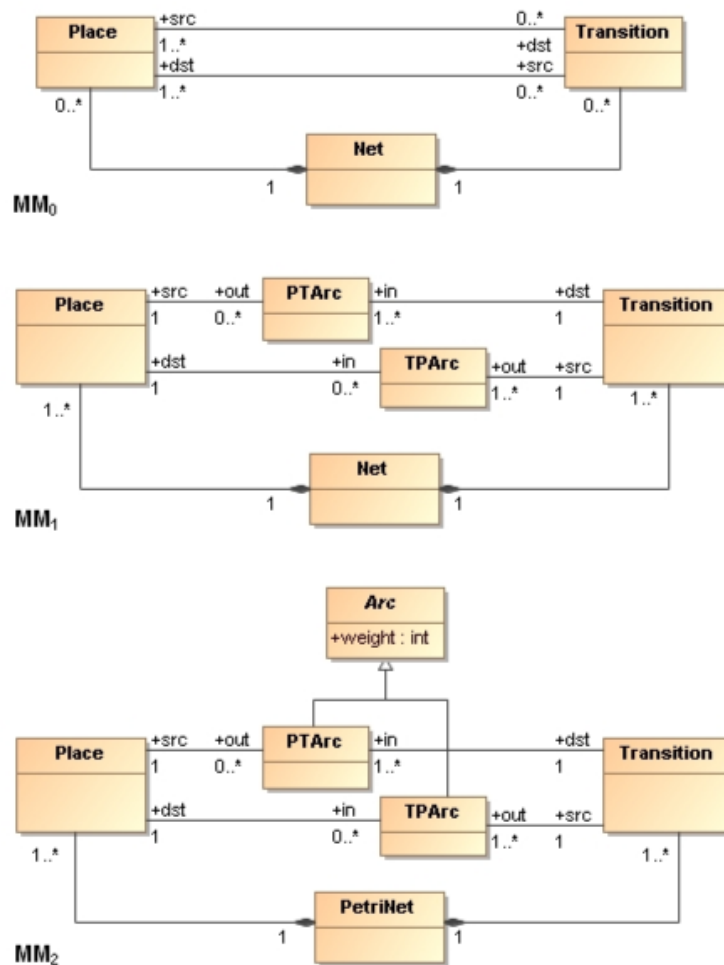 +src 0..*
Place Transition
1..* +dst
+dst +src
1..* 0..*
0..* 0..*
Net
1 1
MM0
+src +out PTArc +in +dst
Place Transition
1 0..* 1..* 1
+dst +in TPArc +out +src
1 0..* 1..* 1
1..* 1..*
Net
1 1
MM1
Arc
+weight : int
+src +out PTArc +in +dst
Place Transition
1 0..* 1..* 1
+dst +in TPArc +out +src
1 0..* 1..* 1
1..* 1..*
PetriNet
1 1
MM2